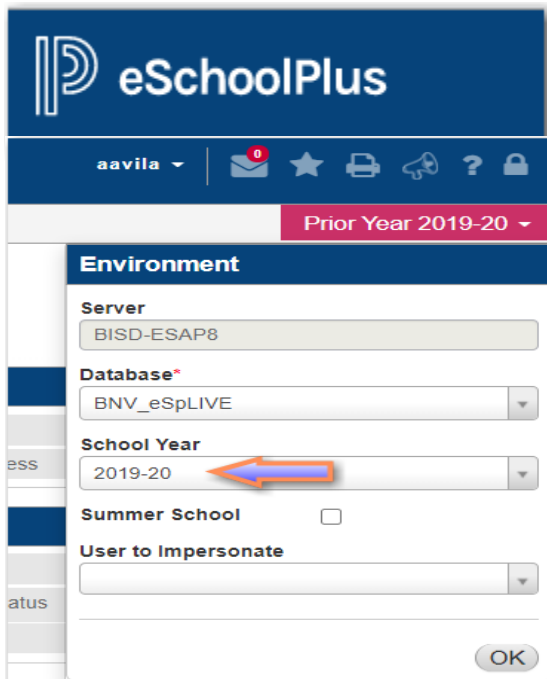 eSchoolPlus
aavila
0
?
Prior Year 2019-20
Environment
Server
BISD-ESAP8
Database*
BNV_eSpLIVE
School Year
ess
2019-20
Summer School
User to Impersonate
atus
OK